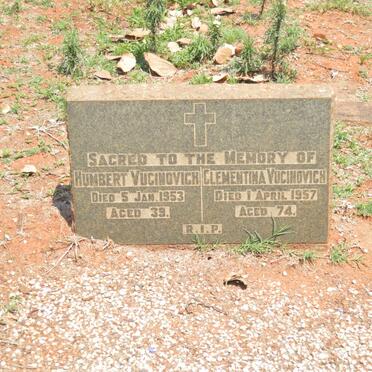 Sacred to the Memory of
Humbert Vucinovich
Died 5 Jan. 1953
Aged 39.
Clementina Vucinovich
Died 1 April 1957
Aged 74.
R.I.P.